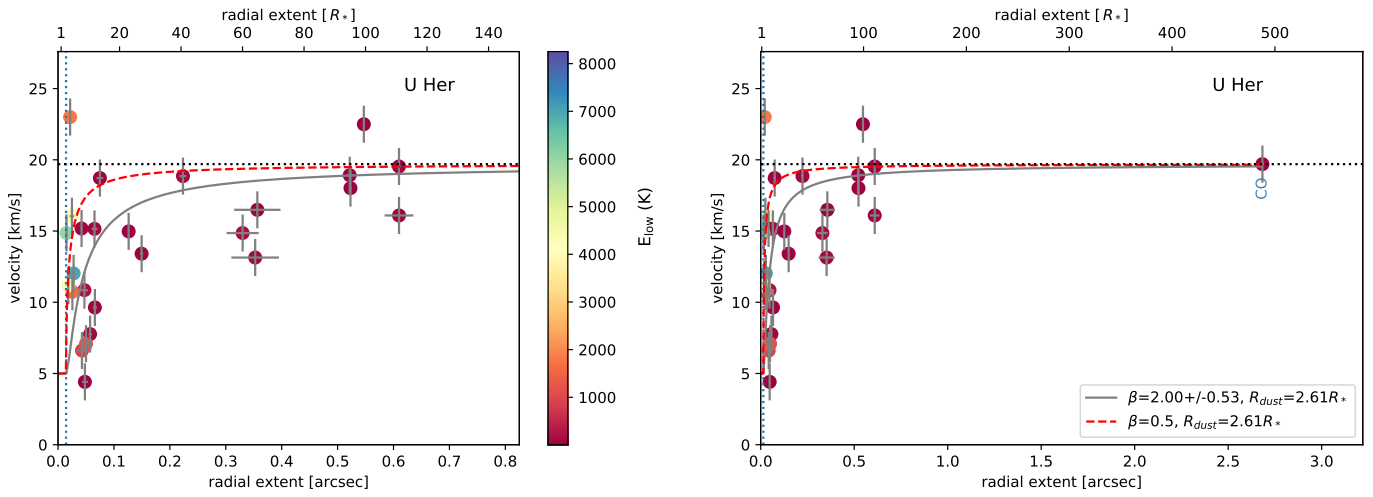 radial extent [R*]
1 20 40 60 80 100 120 140
25
20
15
10
5
0
velocity [km/s]
U Her
0.0 0.1 0.2 0.3 0.4 0.5 0.6 0.7 0.8
radial extent [arcsec]
8000
7000
6000
5000
4000
3000
2000
1000
E_low (K)
radial extent [R*]
1 100 200 300 400 500
25
20
15
10
5
0
velocity [km/s]
U Her
CO
β=2.00+/-0.53, R_dust=2.61R*
β=0.5, R_dust=2.61R*
0.0 0.5 1.0 1.5 2.0 2.5 3.0
radial extent [arcsec]